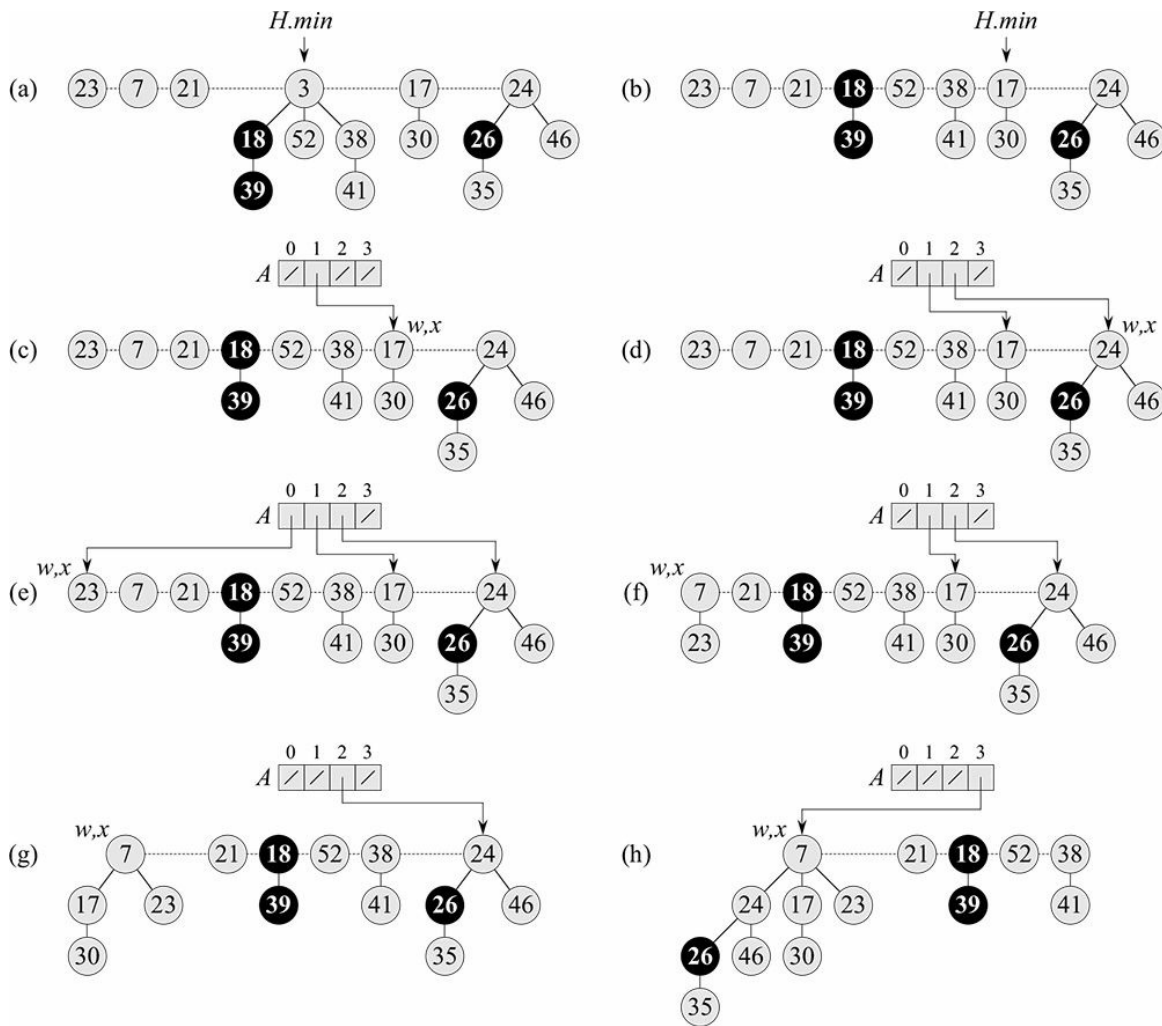 H.min H.min
(a) 23 7 21 3 17 24 (b) 23 7 21 18 52 38 17 24
18 52 38 30 26 46 39 41 30 26 46
39 41 35 35
0 1 2 3 0 1 2 3
A A
w,x w,x
(c) 23 7 21 18 52 38 17 24 (d) 23 7 21 18 52 38 17 24
39 41 30 26 46 39 41 30 26 46
35 35
0 1 2 3 0 1 2 3
A A
w,x w,x
(e) 23 7 21 18 52 38 17 24 (f) 7 21 18 52 38 17 24
39 41 30 26 46 23 39 41 30 26 46
35 35
0 1 2 3 0 1 2 3
A A
w,x w,x
(g) 7 21 18 52 38 24 (h) 7 21 18 52 38
17 23 39 41 26 46 24 17 23 39 41
30 35 26 46 30
35